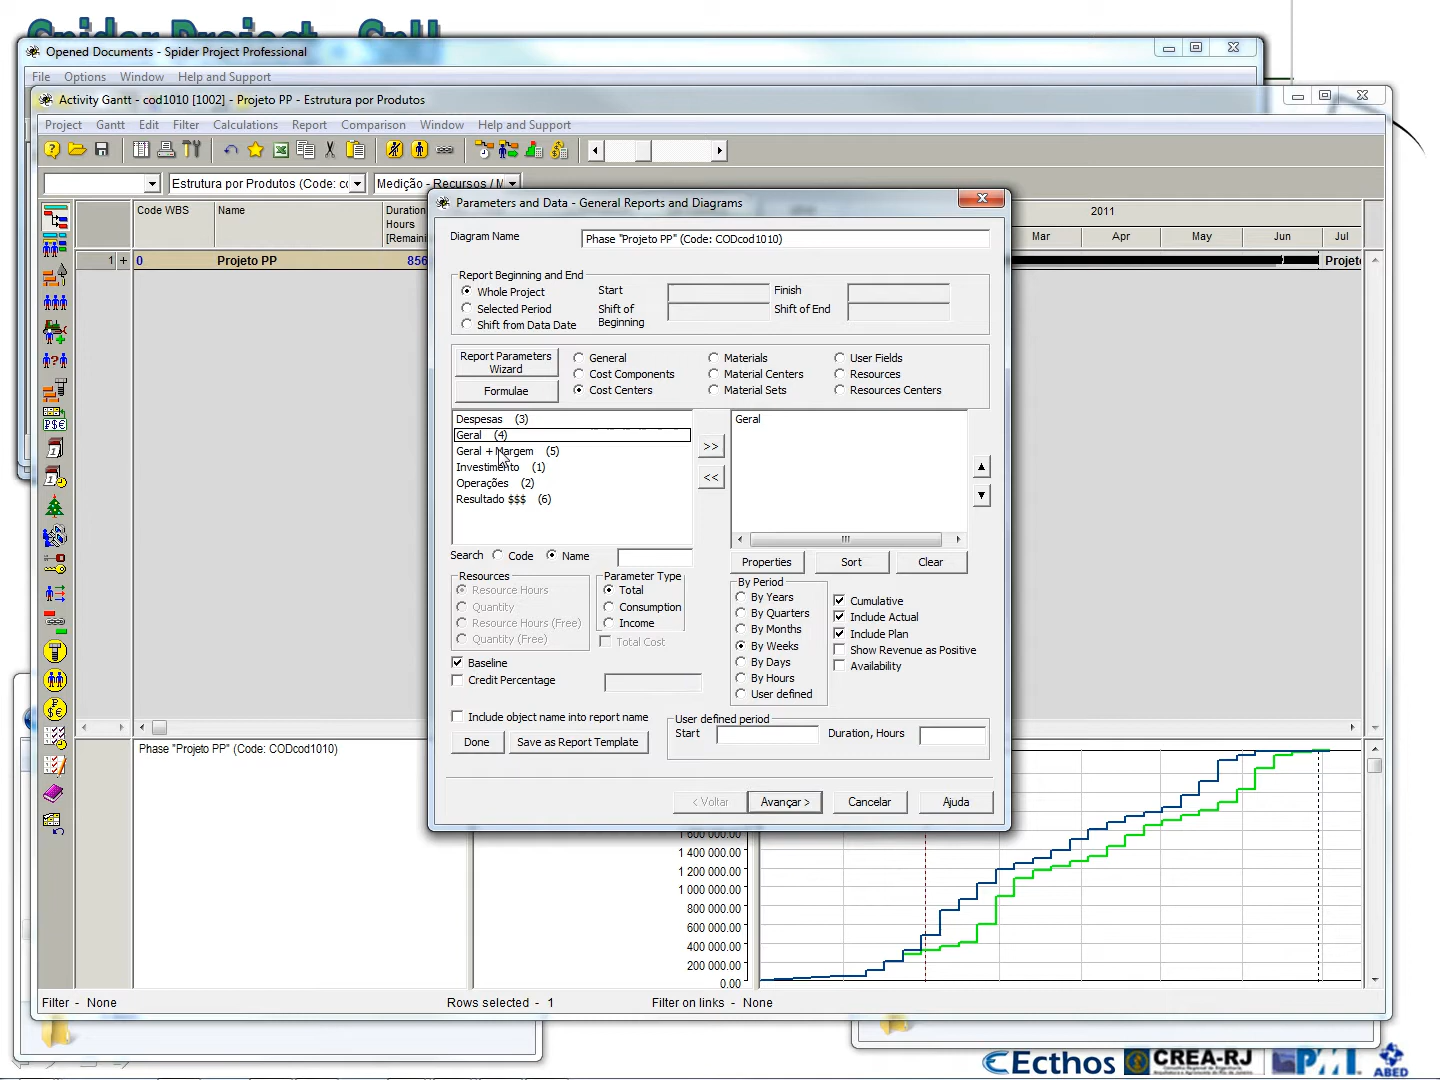 Spider Project - SpU
Opened Documents - Spider Project Professional
File Options Window Help and Support
Activity Gantt - cod1010 [1002] - Projeto PP - Estrutura por Produtos
Project Gantt Edit Filter Calculations Report Comparison Window Help and Support
Estrutura por Produtos (Code: co Medição - Recursos / M
Code WBS Name Duration Hours [Remaini
2011
Mar Apr May Jun Jul
1 + 0 Projeto PP 856 Projeto
Parameters and Data - General Reports and Diagrams
Diagram Name Phase "Projeto PP" (Code: CODcod1010)
Report Beginning and End
Whole Project Start Finish
Selected Period Shift of Beginning Shift of End
Shift from Data Date
Report Parameters Wizard
Formulae
General Materials User Fields
Cost Components Material Centers Resources
Cost Centers Material Sets Resources Centers
Despesas (3)
Geral (4)
Geral + Margem (5)
Investimento (1)
Operações (2)
Resultado $$$ (6)
>>
<<
Geral
Search Code Name
Properties Sort Clear
Resources
Resource Hours
Quantity
Resource Hours (Free)
Quantity (Free)
Parameter Type
Total
Consumption
Income
Total Cost
By Period
By Years
By Quarters
By Months
By Weeks
By Days
By Hours
User defined
Cumulative
Include Actual
Include Plan
Show Revenue as Positive
Availability
Baseline
Credit Percentage
Include object name into report name
Done Save as Report Template
User defined period
Start Duration, Hours
< Voltar Avançar > Cancelar Ajuda
Phase "Projeto PP" (Code: CODcod1010)
1 600 000.00
1 400 000.00
1 200 000.00
1 000 000.00
800 000.00
600 000.00
400 000.00
200 000.00
0.00
Filter - None Rows selected - 1 Filter on links - None
Ecthos CREA-RJ PMI ABED